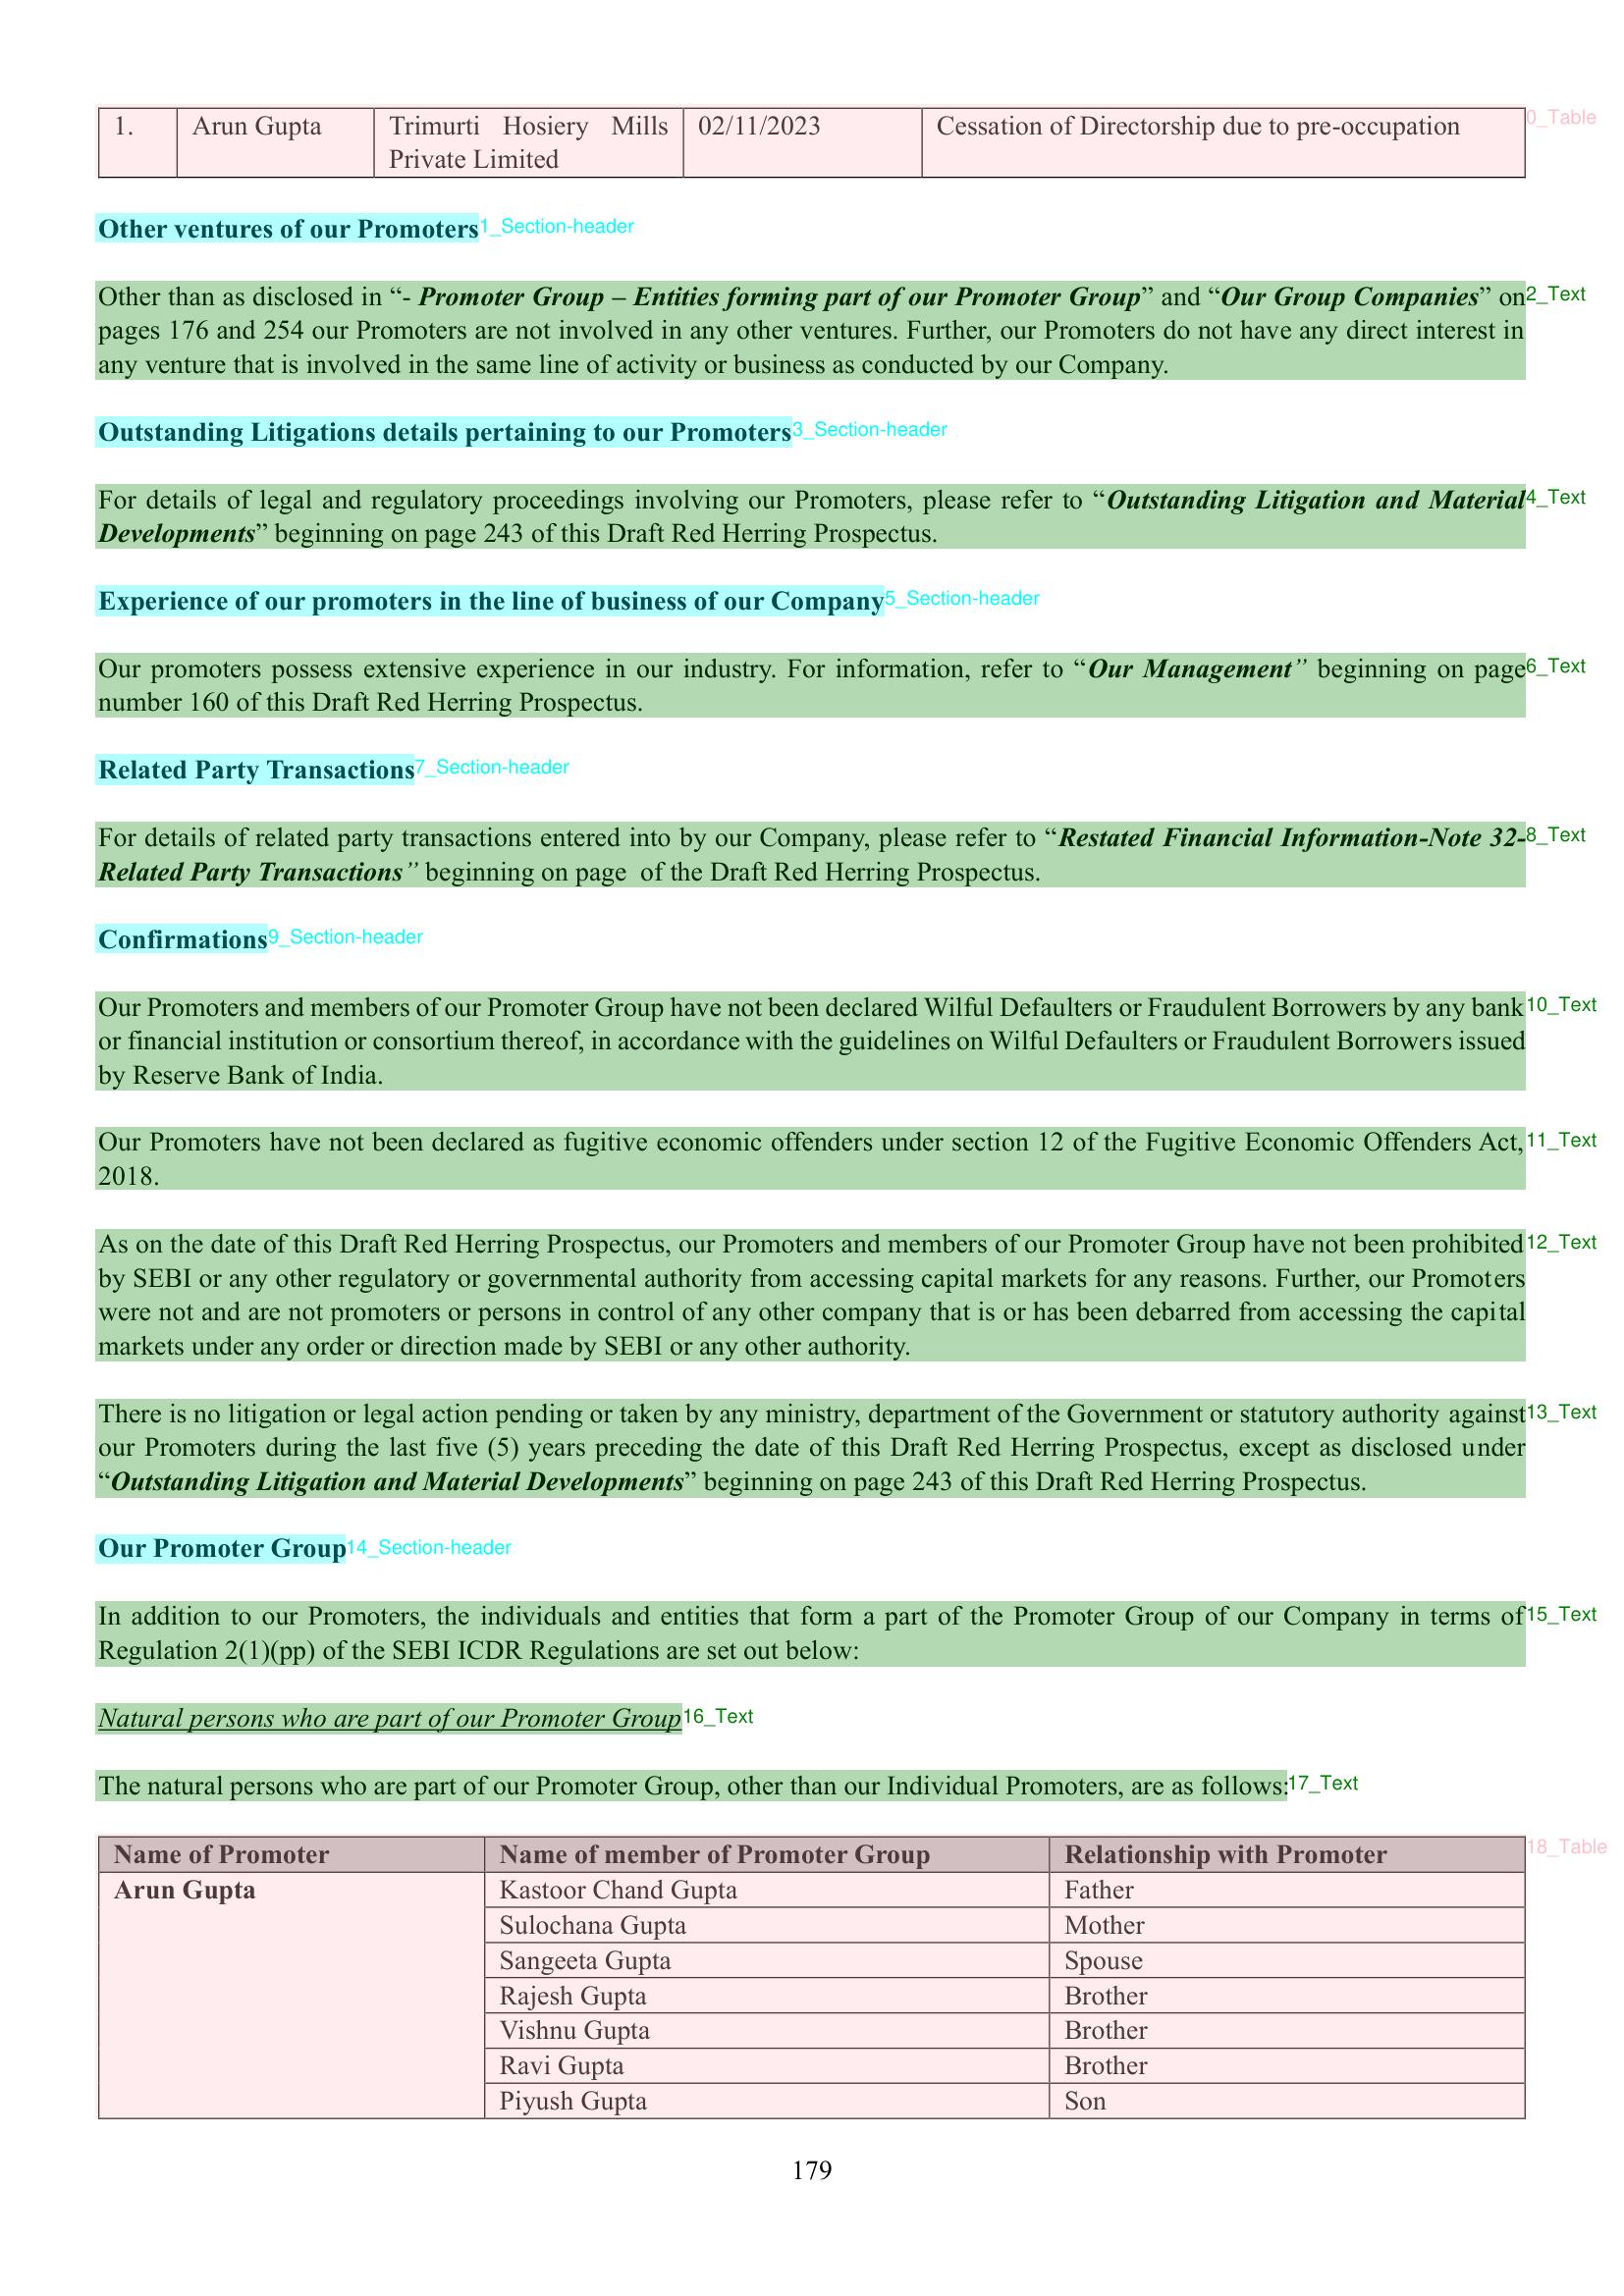 1. Arun Gupta Trimurti Hosiery Mills 02/11/2023 Cessation of Directorship due to pre-occupation 0_Table
Private Limited
Other ventures of our Promoters 1_Section-header
Other than as disclosed in “- Promoter Group – Entities forming part of our Promoter Group” and “Our Group Companies” on 2_Text
pages 176 and 254 our Promoters are not involved in any other ventures. Further, our Promoters do not have any direct interest in
any venture that is involved in the same line of activity or business as conducted by our Company.
Outstanding Litigations details pertaining to our Promoters 3_Section-header
For details of legal and regulatory proceedings involving our Promoters, please refer to “Outstanding Litigation and Material 4_Text
Developments” beginning on page 243 of this Draft Red Herring Prospectus.
Experience of our promoters in the line of business of our Company 5_Section-header
Our promoters possess extensive experience in our industry. For information, refer to “Our Management” beginning on page 6_Text
number 160 of this Draft Red Herring Prospectus.
Related Party Transactions 7_Section-header
For details of related party transactions entered into by our Company, please refer to “Restated Financial Information-Note 32- 8_Text
Related Party Transactions” beginning on page of the Draft Red Herring Prospectus.
Confirmations 9_Section-header
Our Promoters and members of our Promoter Group have not been declared Wilful Defaulters or Fraudulent Borrowers by any bank 10_Text
or financial institution or consortium thereof, in accordance with the guidelines on Wilful Defaulters or Fraudulent Borrowers issued
by Reserve Bank of India.
Our Promoters have not been declared as fugitive economic offenders under section 12 of the Fugitive Economic Offenders Act, 11_Text
2018.
As on the date of this Draft Red Herring Prospectus, our Promoters and members of our Promoter Group have not been prohibited 12_Text
by SEBI or any other regulatory or governmental authority from accessing capital markets for any reasons. Further, our Promoters
were not and are not promoters or persons in control of any other company that is or has been debarred from accessing the capital
markets under any order or direction made by SEBI or any other authority.
There is no litigation or legal action pending or taken by any ministry, department of the Government or statutory authority against 13_Text
our Promoters during the last five (5) years preceding the date of this Draft Red Herring Prospectus, except as disclosed under
“Outstanding Litigation and Material Developments” beginning on page 243 of this Draft Red Herring Prospectus.
Our Promoter Group 14_Section-header
In addition to our Promoters, the individuals and entities that form a part of the Promoter Group of our Company in terms of 15_Text
Regulation 2(1)(pp) of the SEBI ICDR Regulations are set out below:
Natural persons who are part of our Promoter Group 16_Text
The natural persons who are part of our Promoter Group, other than our Individual Promoters, are as follows: 17_Text
Name of Promoter Name of member of Promoter Group Relationship with Promoter 18_Table
Arun Gupta Kastoor Chand Gupta Father
Sulochana Gupta Mother
Sangeeta Gupta Spouse
Rajesh Gupta Brother
Vishnu Gupta Brother
Ravi Gupta Brother
Piyush Gupta Son
179